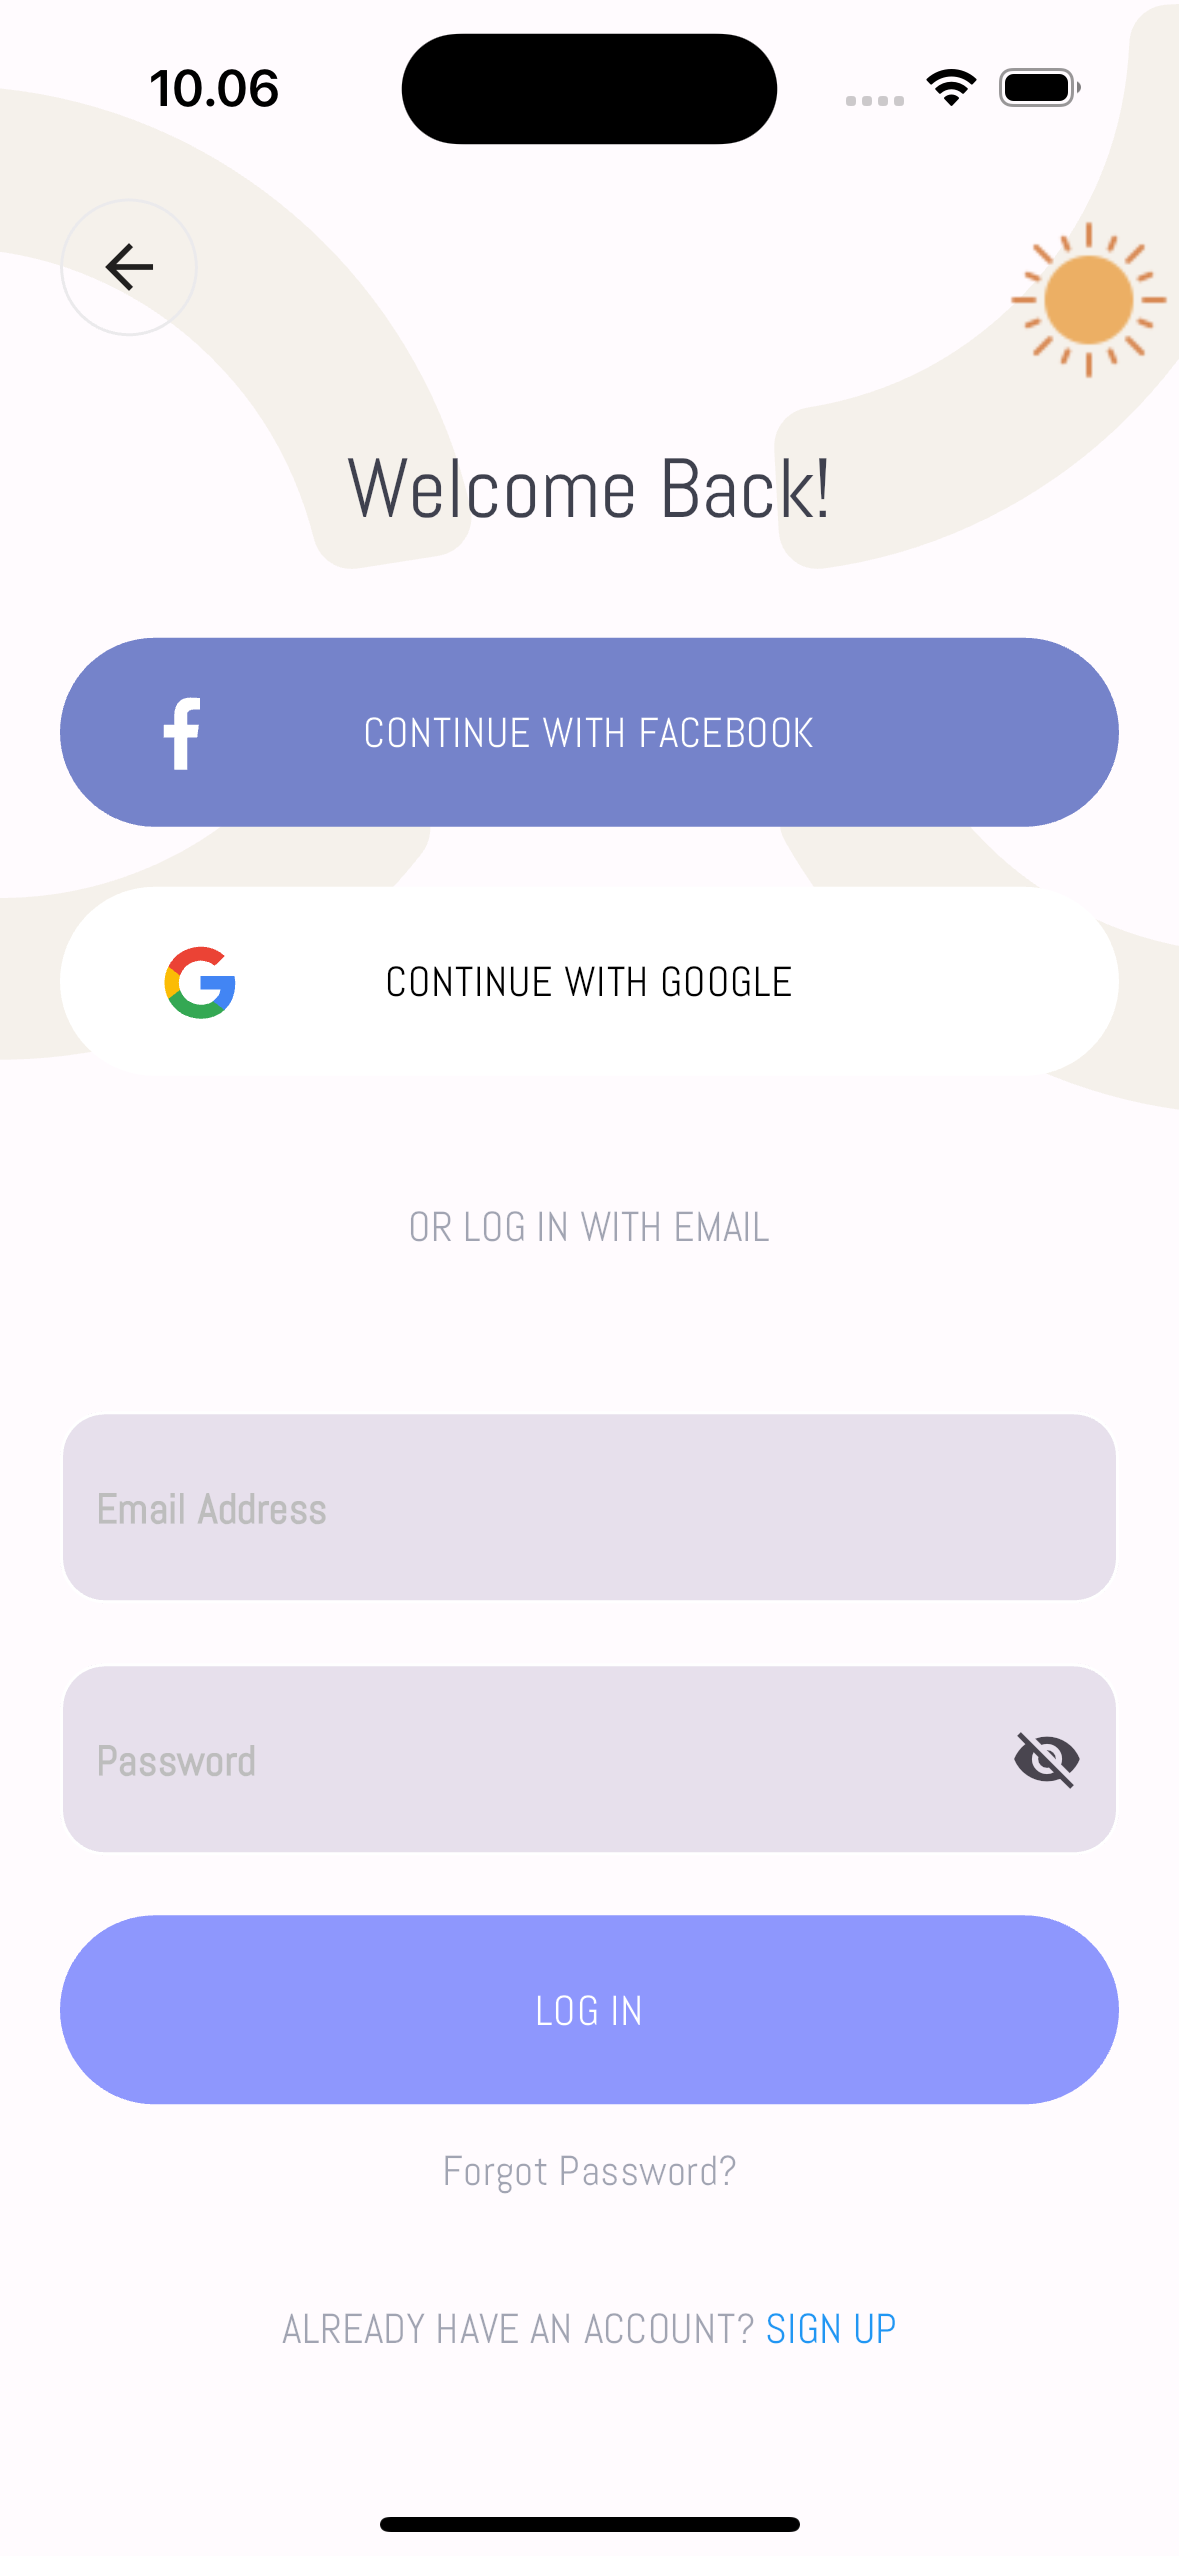 10.06
Welcome Back!
CONTINUE WITH FACEBOOK
CONTINUE WITH GOOGLE
OR LOG IN WITH EMAIL
Email Address
Password
LOG IN
Forgot Password?
ALREADY HAVE AN ACCOUNT? SIGN UP